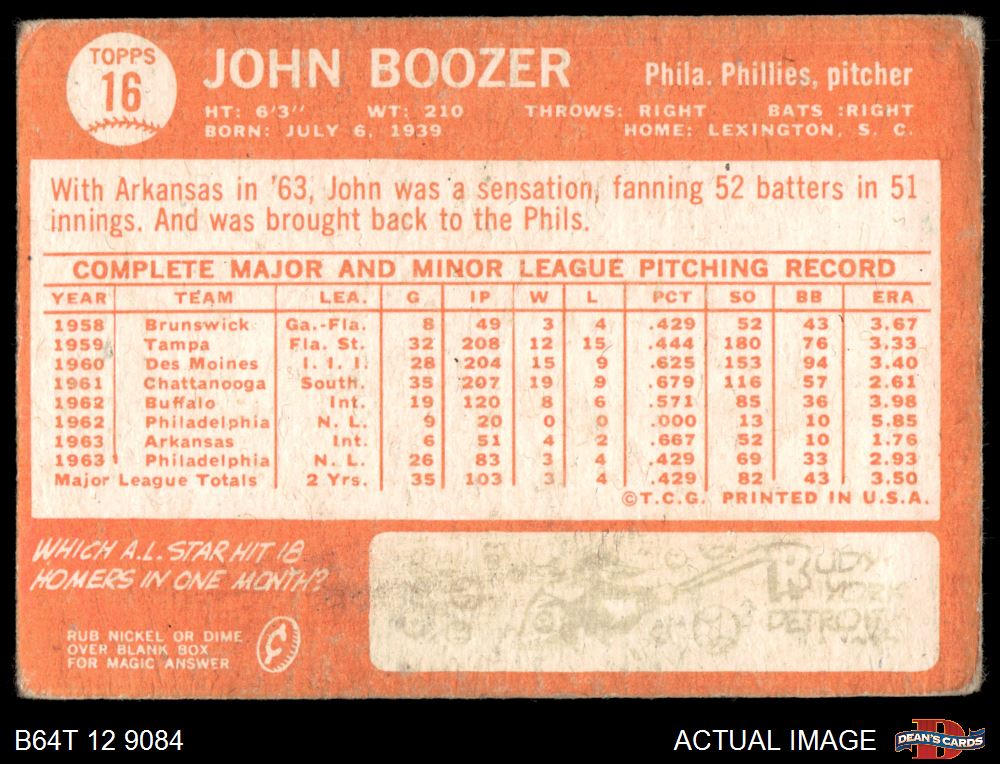 TOPPS
16
JOHN BOOZER
Phila. Phillies, pitcher
HT: 6'3'' WT: 210 THROWS: RIGHT BATS :RIGHT
BORN: JULY 6, 1939 HOME: LEXINGTON, S. C.
With Arkansas in '63, John was a sensation, fanning 52 batters in 51
innings. And was brought back to the Phils.
COMPLETE MAJOR AND MINOR LEAGUE PITCHING RECORD
YEAR TEAM LEA. G IP W L PCT SO BB ERA
1958 Brunswick Ga.-Fla. 8 49 3 4 .429 52 43 3.67
1959 Tampa Fla. St. 32 208 12 15 .444 180 76 3.33
1960 Des Moines I. I. I. 28 204 15 9 .625 153 94 3.40
1961 Chattanooga South. 35 207 19 9 .679 116 57 2.61
1962 Buffalo Int. 19 120 8 6 .571 85 36 3.98
1962 Philadelphia N. L. 9 20 0 0 .000 13 10 5.85
1963 Arkansas Int. 6 51 4 2 .667 52 10 1.76
1963 Philadelphia N. L. 26 83 3 4 .429 69 33 2.93
Major League Totals 2 Yrs. 35 103 3 4 .429 82 43 3.50
©T.C.G. PRINTED IN U.S.A.
WHICH A.L. STAR HIT 18
HOMERS IN ONE MONTH?
RUB NICKEL OR DIME
OVER BLANK BOX
FOR MAGIC ANSWER
RUDY
YORK
DETROIT
B64T 12 9084
ACTUAL IMAGE
DEAN'S CARDS